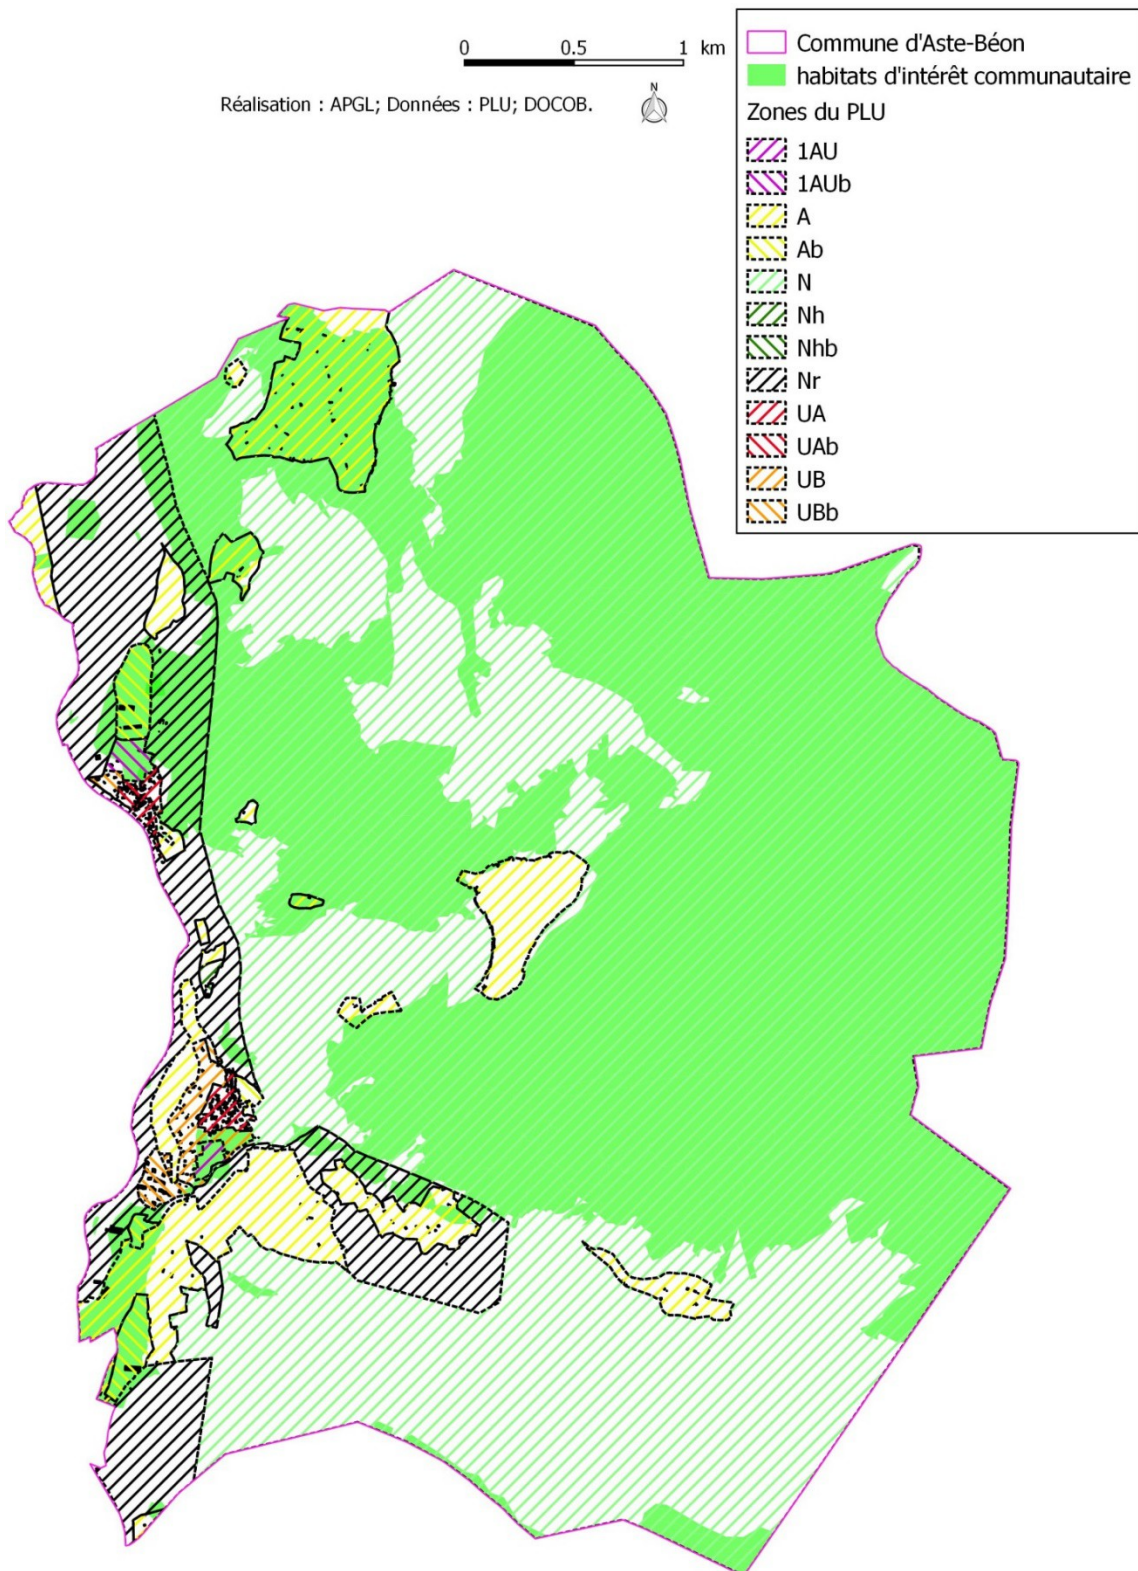 0 0.5 1 km
Réalisation : APGL; Données : PLU; DOCOB.
N
Commune d'Aste-Béon
habitats d'intérêt communautaire
Zones du PLU
1AU
1AUb
A
Ab
N
Nh
Nhb
Nr
UA
UAb
UB
UBb